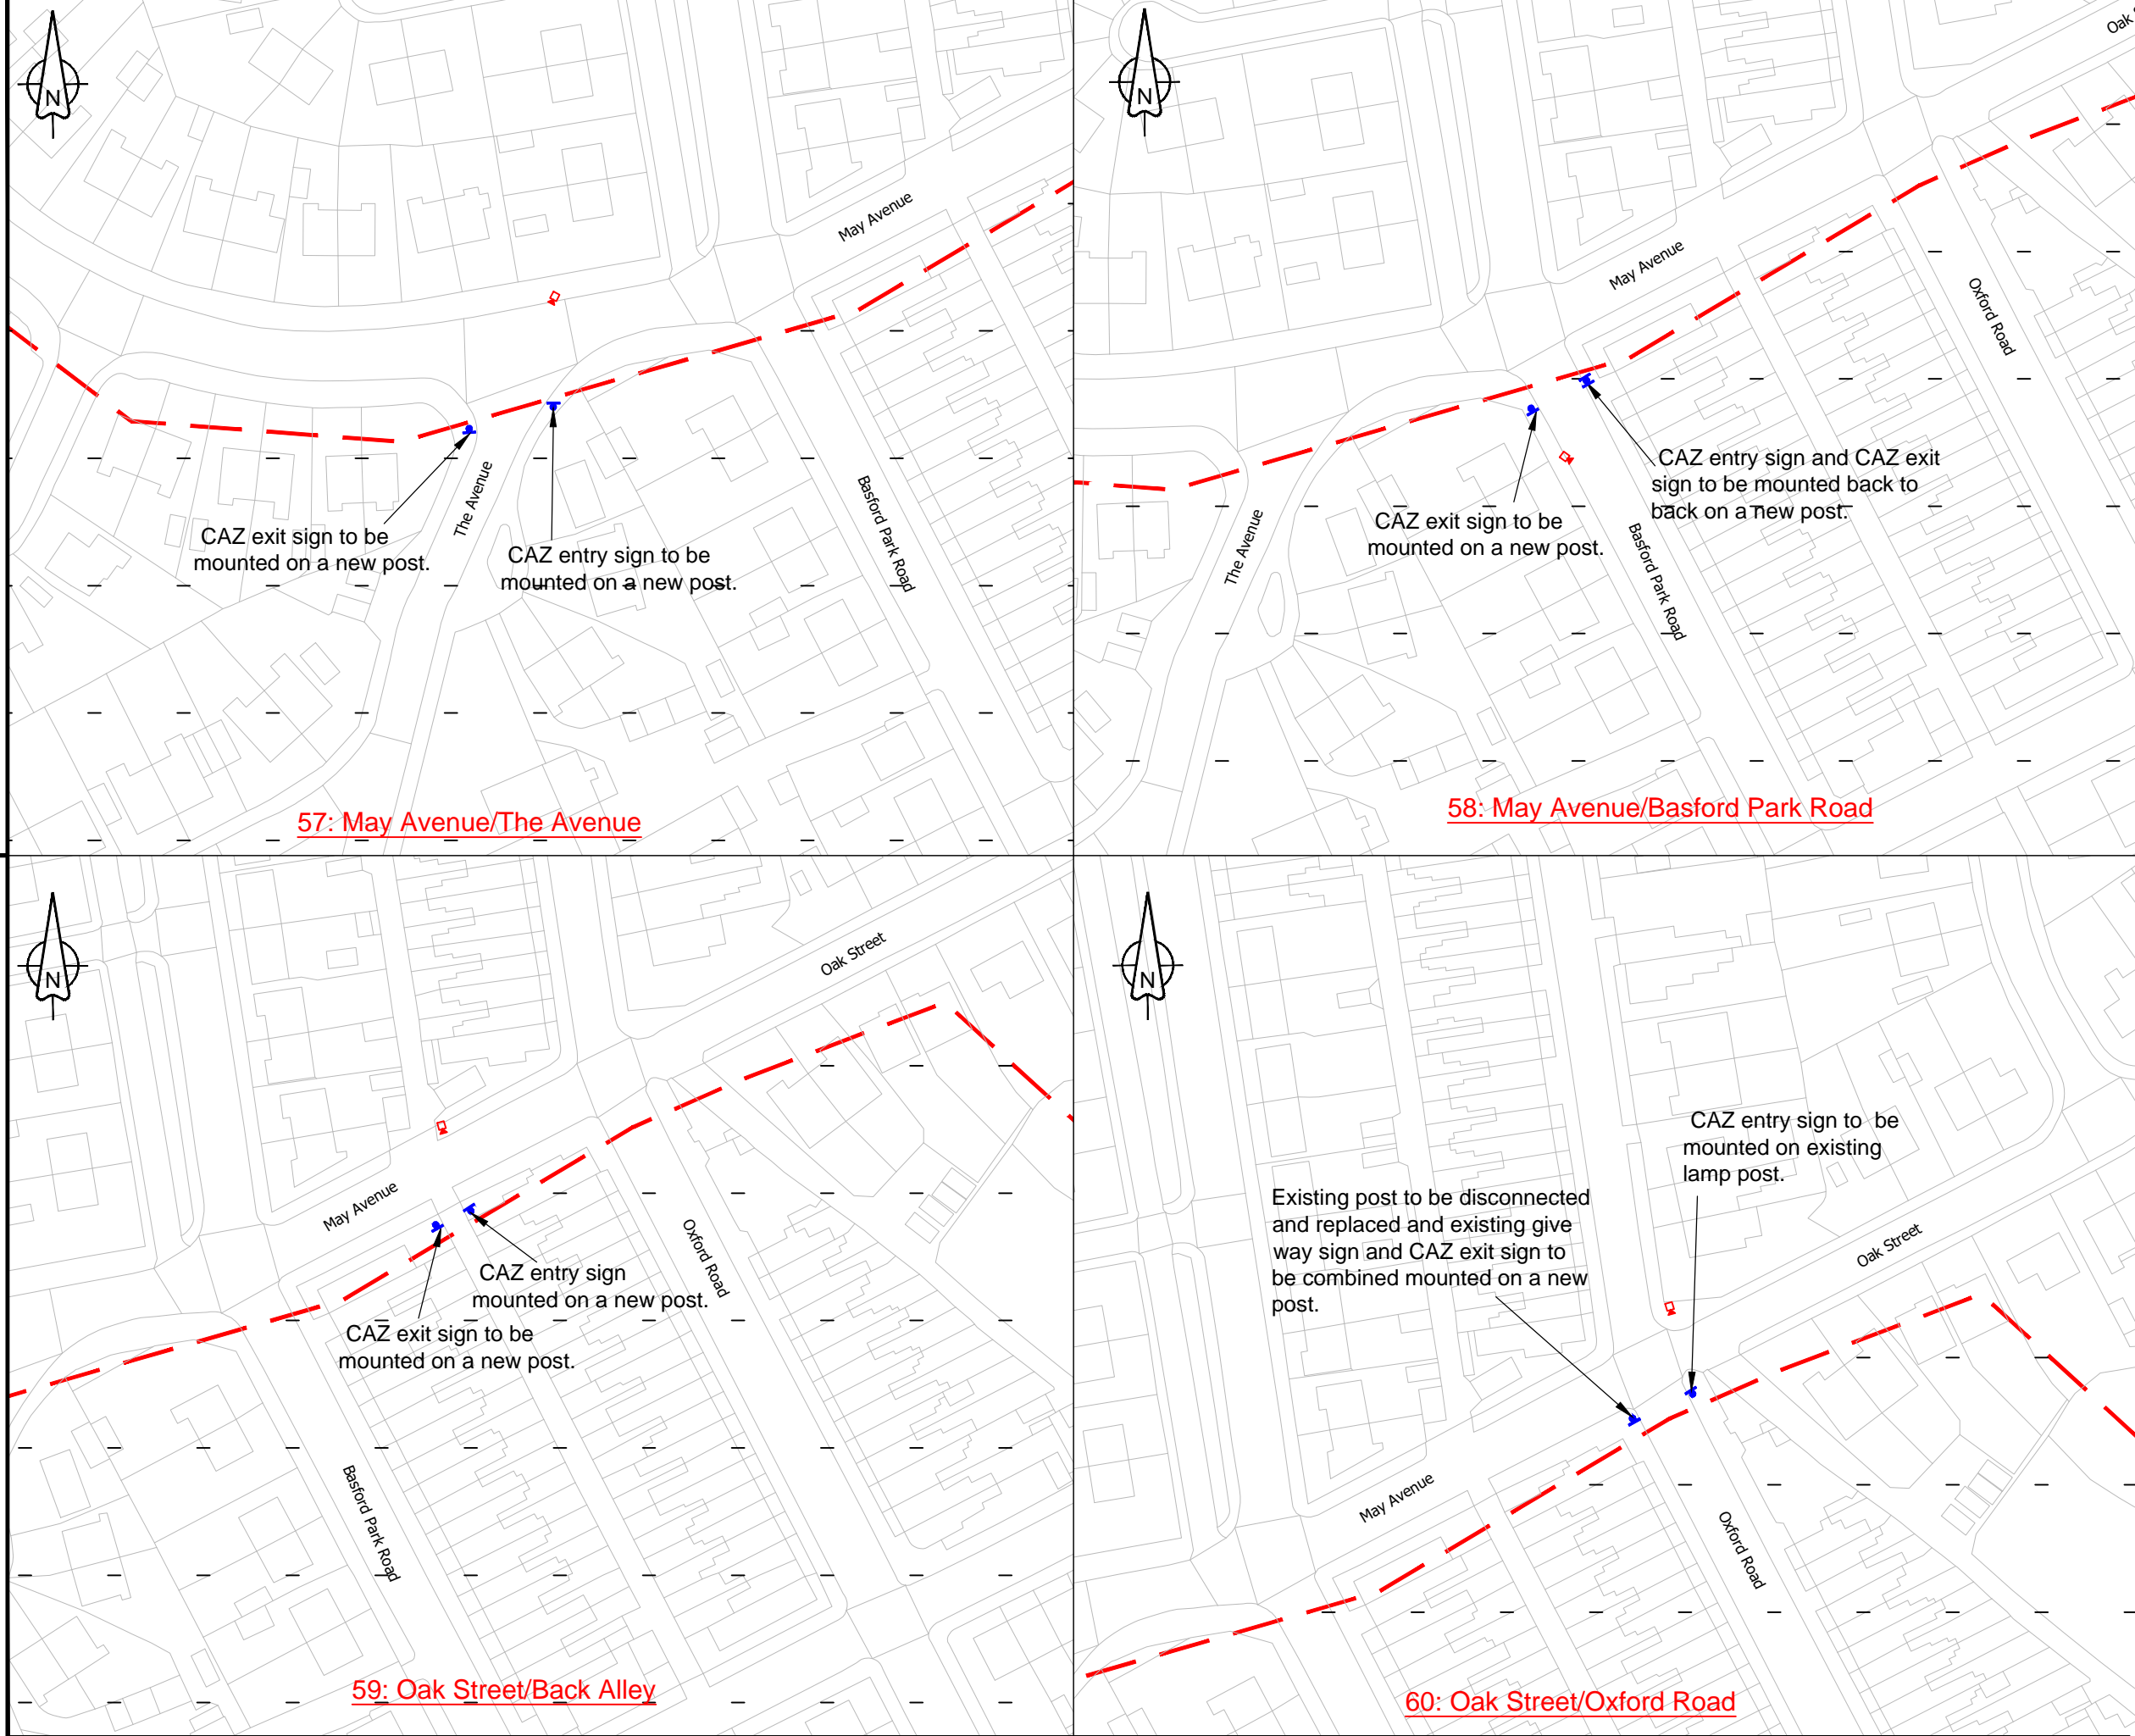 N
May Avenue
The Avenue
Basford Park Road
CAZ exit sign to be
mounted on a new post.
CAZ entry sign to be
mounted on a new post.
57: May Avenue/The Avenue
N
May Avenue
Oxford Road
The Avenue
Basford Park Road
CAZ entry sign and CAZ exit
sign to be mounted back to
back on a new post.
CAZ exit sign to be
mounted on a new post.
58: May Avenue/Basford Park Road
N
Oak Street
May Avenue
Oxford Road
CAZ entry sign
mounted on a new post.
CAZ exit sign to be
mounted on a new post.
Basford Park Road
59: Oak Street/Back Alley
N
CAZ entry sign to be
mounted on existing
lamp post.
Existing post to be disconnected
and replaced and existing give
way sign and CAZ exit sign to
be combined mounted on a new
post.
Oak Street
May Avenue
Oxford Road
60: Oak Street/Oxford Road